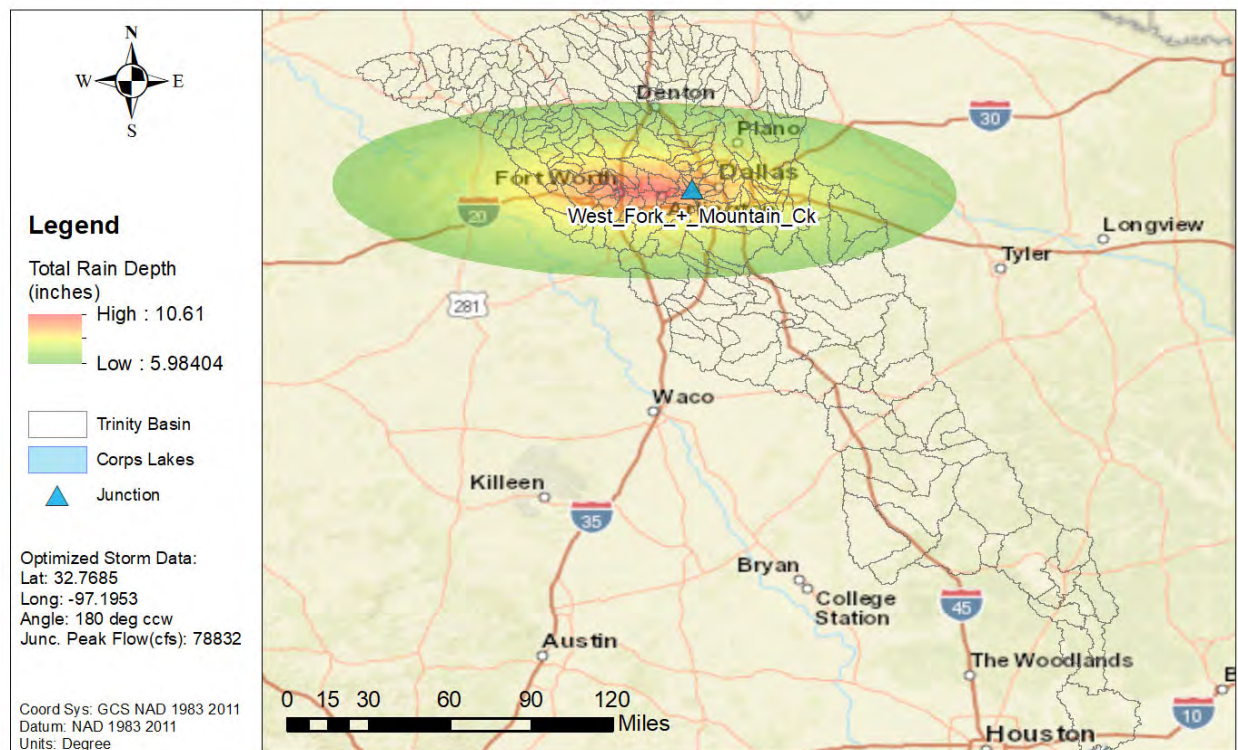 N
W
E
S
Legend
Total Rain Depth
(inches)
High : 10.61
Low : 5.98404
Trinity Basin
Corps Lakes
Junction
Optimized Storm Data:
Lat: 32.7685
Long: -97.1953
Angle: 180 deg ccw
Junc. Peak Flow(cfs): 78832
Coord Sys: GCS NAD 1983 2011
Datum: NAD 1983 2011
Units: Degree
Denton
30
Plano
Fort Worth
Dallas
20
West_Fork_+_Mountain_Ck
Longview
Tyler
281
Waco
Killeen
35
Bryan
College
Station
45
Austin
The Woodlands
10
Houston
0 15 30 60 90 120
Miles